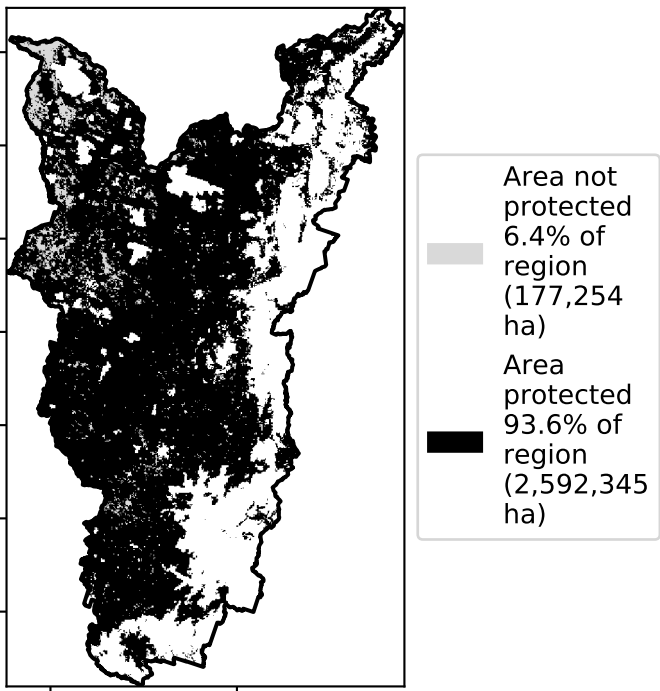 Area not
protected
6.4% of
region
(177,254
ha)
Area
protected
93.6% of
region
(2,592,345
ha)